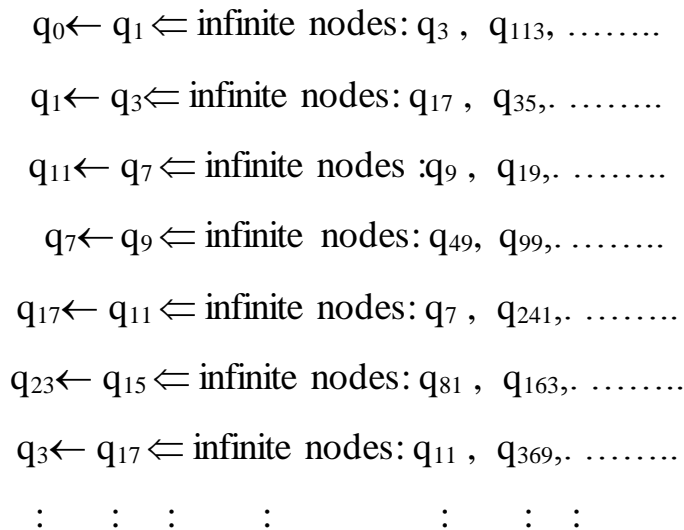 q₀← q₁ ⇐ infinite nodes: q₃ , q₁₁₃, ........
q₁← q₃⇐ infinite nodes: q₁₇ , q₃₅,. ........
q₁₁← q₇ ⇐ infinite nodes :q₉ , q₁₉,. ........
q₇← q₉ ⇐ infinite nodes: q₄₉, q₉₉,. ........
q₁₇← q₁₁ ⇐ infinite nodes: q₇ , q₂₄₁,. ........
q₂₃← q₁₅ ⇐ infinite nodes: q₈₁ , q₁₆₃,. ........
q₃← q₁₇ ⇐ infinite nodes: q₁₁ , q₃₆₉,. ........
: : : : : : :